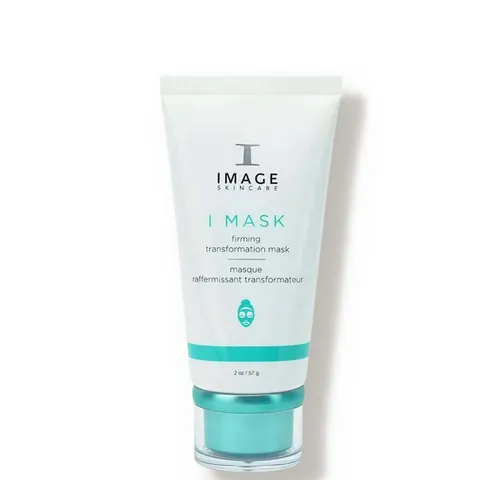 I
IMAGE
SKINCARE
I MASK
firming
transformation mask
masque
raffermissant transformateur
2 oz / 57 g